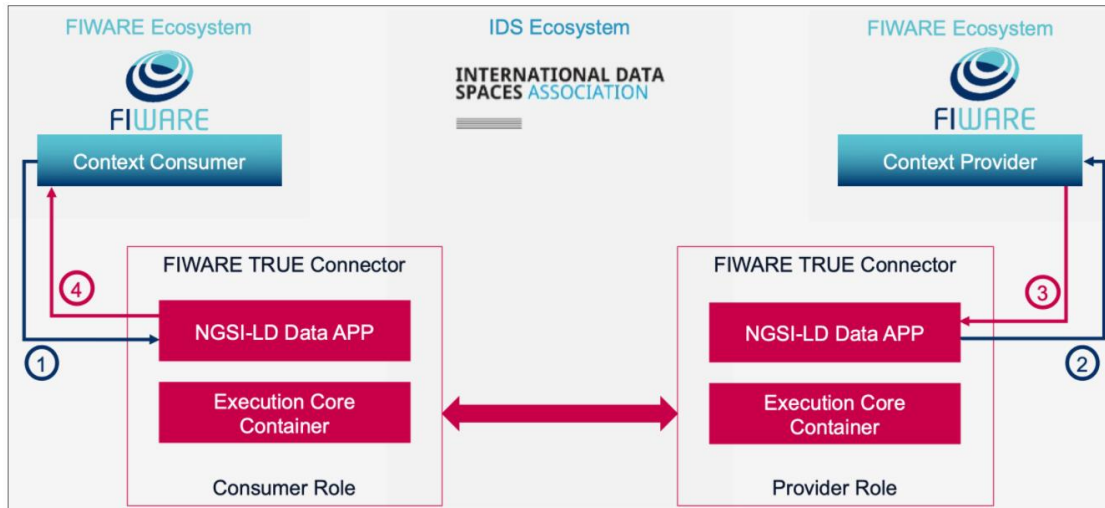 FIWARE Ecosystem
IDS Ecosystem
FIWARE Ecosystem
FIWARE
INTERNATIONAL DATA
SPACES ASSOCIATION
FIWARE
Context Consumer
Context Provider
4
1
3
2
FIWARE TRUE Connector
NGSI-LD Data APP
Execution Core
Container
Consumer Role
FIWARE TRUE Connector
NGSI-LD Data APP
Execution Core
Container
Provider Role